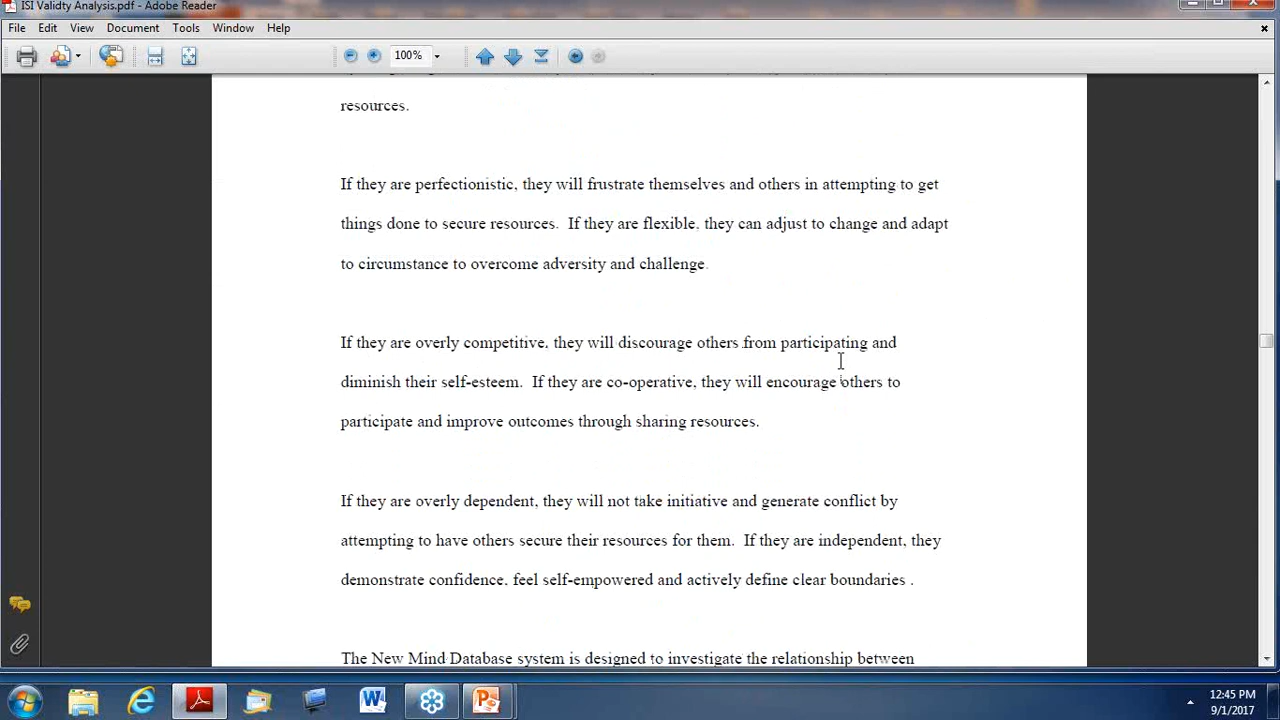 ISI Validty Analysis.pdf - Adobe Reader
File Edit View Document Tools Window Help
100%
resources.
If they are perfectionistic, they will frustrate themselves and others in attempting to get
things done to secure resources. If they are flexible, they can adjust to change and adapt
to circumstance to overcome adversity and challenge.
If they are overly competitive, they will discourage others from participating and
diminish their self-esteem. If they are co-operative, they will encourage others to
participate and improve outcomes through sharing resources.
If they are overly dependent, they will not take initiative and generate conflict by
attempting to have others secure their resources for them. If they are independent, they
demonstrate confidence, feel self-empowered and actively define clear boundaries .
The New Mind Database system is designed to investigate the relationship between
12:45 PM
9/1/2017